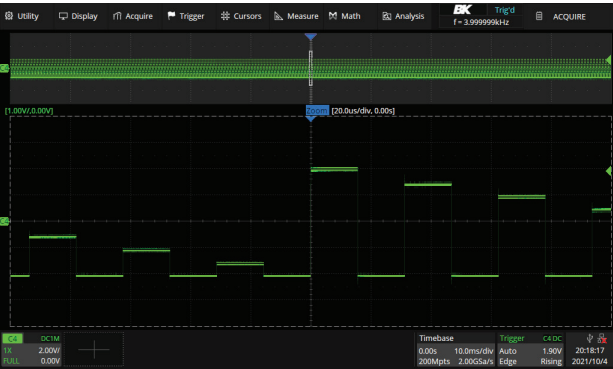 Utility Display Acquire Trigger Cursors Measure Math Analysis BK Trig'd ACQUIRE
f = 3.999999kHz
C4
[1.00V/,0.00V] Zoom [20.0us/div, 0.00s]
C4
C4 DC1M Timebase Trigger C4 DC
1X 2.00V/ 0.00s 10.0ms/div Auto 1.90V 20:18:17
FULL 0.00V 200Mpts 2.00GSa/s Edge Rising 2021/10/4